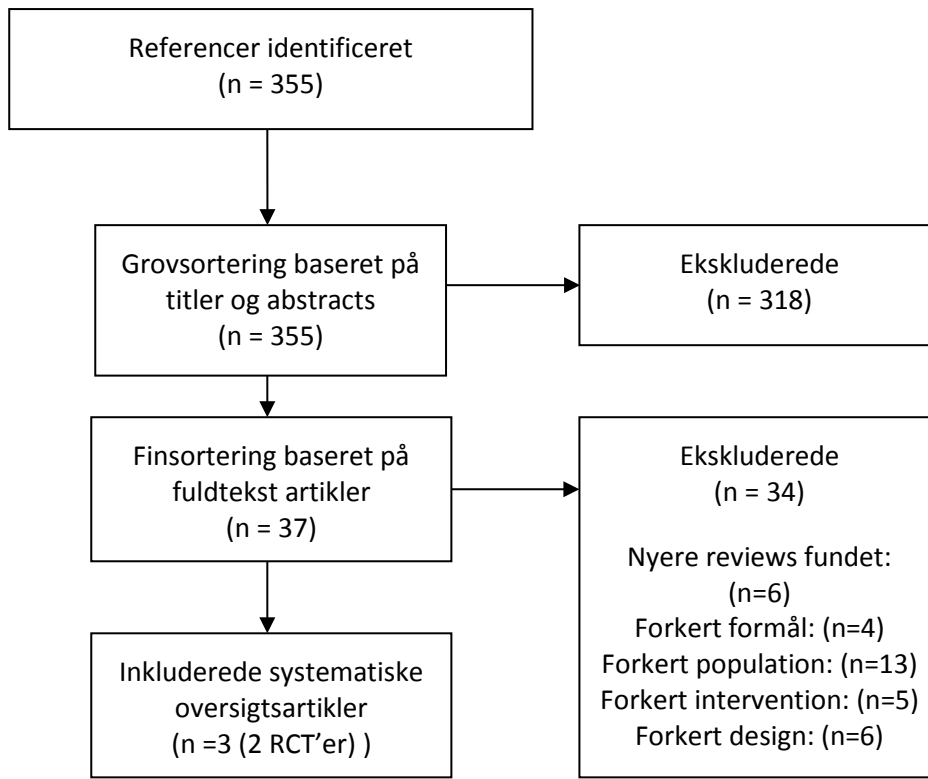 Referencer identificeret
(n = 355)
Grovsortering baseret på
titler og abstracts
(n = 355)
Ekskluderede
(n = 318)
Finsortering baseret på
fuldtekst artikler
(n = 37)
Ekskluderede
(n = 34)
Nyere reviews fundet:
(n=6)
Forkert formål: (n=4)
Forkert population: (n=13)
Forkert intervention: (n=5)
Forkert design: (n=6)
Inkluderede systematiske
oversigtsartikler
(n =3 (2 RCT’er) )